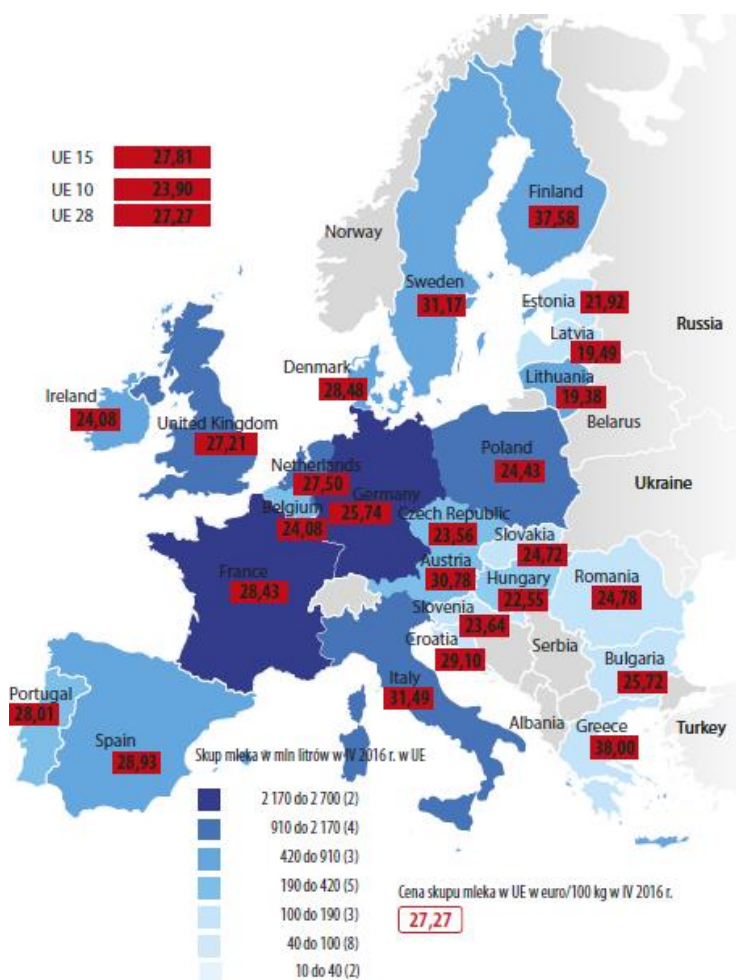 UE 15 27,81
UE 10 23,90
UE 28 27,27
Norway
Finland
37,58
Sweden
31,17
Estonia 21,92
Latvia
19,49
Lithuania
19,38
Russia
Belarus
Denmark
28,48
Ireland
24,08
United Kingdom
27,21
Netherlands
27,50
Poland
24,43
Ukraine
Germany
25,74
Belgium
24,08
Czech Republic
23,56
Slovakia
24,72
France
28,43
Austria
30,78
Hungary
22,55
Romania
24,78
Slovenia
23,64
Croatia
29,10
Serbia
Bulgaria
25,72
Italy
31,49
Portugal
28,01
Spain
28,93
Albania
Greece
38,00
Turkey
Skup mleka w mln litrów w IV 2016 r. w UE
2 170 do 2 700 (2)
910 do 2 170 (4)
420 do 910 (3)
190 do 420 (5)
100 do 190 (3)
40 do 100 (8)
10 do 40 (2)
Cena skupu mleka w UE w euro/100 kg w IV 2016 r.
27,27